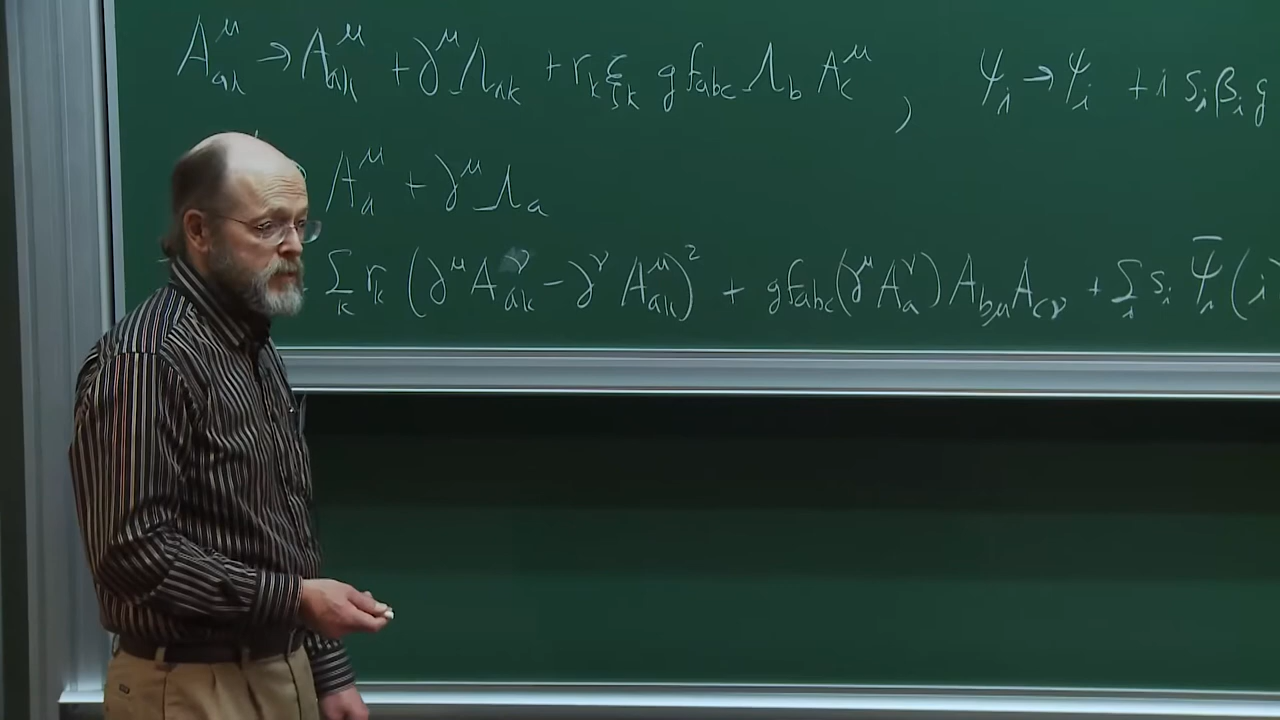 A^μ_{ak} → A^μ_{ak} + ∂^μ Λ_{ak} + r_k ξ_k g f_{abc} Λ_b A^μ_c , ψ_i → ψ_i + i s_i β_i g
A^μ_a + ∂^μ Λ_a
Σ_k r_k (∂^μ A^ν_{ak} − ∂^ν A^μ_{ak})^2 + g f_{abc} (∂^μ A^ν_a) A_{bμ} A_{cν} + Σ_i s_i ψ̄_i (i